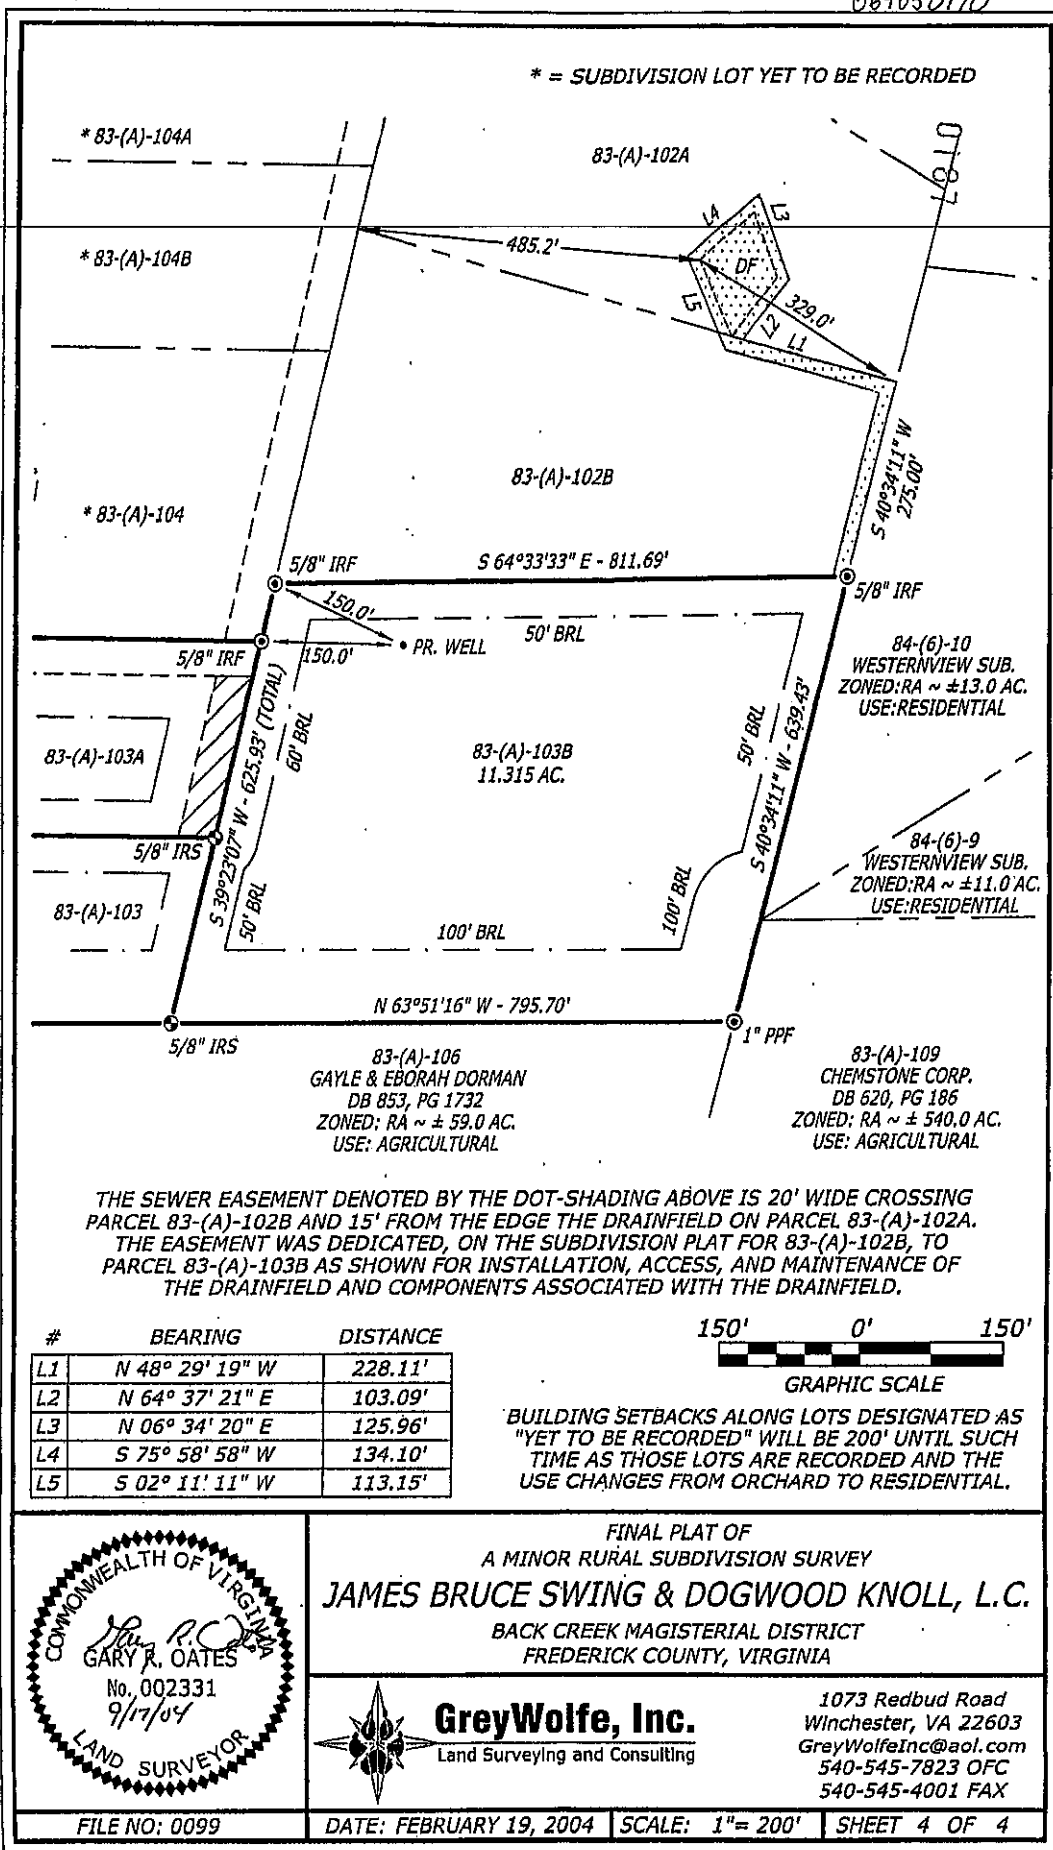 0640050170
* = SUBDIVISION LOT YET TO BE RECORDED
* 83-(A)-104A
83-(A)-102A
0187
* 83-(A)-104B
485.2'
L4
L3
DF
L5
L2
329.0'
L1
S 40°34'11" W
275.00'
83-(A)-102B
* 83-(A)-104
5/8" IRF
S 64°33'33" E - 811.69'
5/8" IRF
150.0'
PR. WELL
50' BRL
5/8" IRF
150.0'
84-(6)-10
WESTERNVIEW SUB.
ZONED:RA ~ ±13.0 AC.
USE:RESIDENTIAL
S 39°23'07" W - 625.93' (TOTAL)
60' BRL
83-(A)-103A
83-(A)-103B
11.315 AC.
50' BRL
S 40°34'11" W - 639.43'
5/8" IRS
84-(6)-9
WESTERNVIEW SUB.
ZONED:RA ~ ±11.0 AC.
USE:RESIDENTIAL
83-(A)-103
50' BRL
100' BRL
100' BRL
N 63°51'16" W - 795.70'
5/8" IRS
1" PPF
83-(A)-106
GAYLE & EBORAH DORMAN
DB 853, PG 1732
ZONED: RA ~ ± 59.0 AC.
USE: AGRICULTURAL
83-(A)-109
CHEMSTONE CORP.
DB 620, PG 186
ZONED: RA ~ ± 540.0 AC.
USE: AGRICULTURAL
THE SEWER EASEMENT DENOTED BY THE DOT-SHADING ABOVE IS 20' WIDE CROSSING
PARCEL 83-(A)-102B AND 15' FROM THE EDGE THE DRAINFIELD ON PARCEL 83-(A)-102A.
THE EASEMENT WAS DEDICATED, ON THE SUBDIVISION PLAT FOR 83-(A)-102B, TO
PARCEL 83-(A)-103B AS SHOWN FOR INSTALLATION, ACCESS, AND MAINTENANCE OF
THE DRAINFIELD AND COMPONENTS ASSOCIATED WITH THE DRAINFIELD.
# BEARING DISTANCE
L1 N 48° 29' 19" W 228.11'
L2 N 64° 37' 21" E 103.09'
L3 N 06° 34' 20" E 125.96'
L4 S 75° 58' 58" W 134.10'
L5 S 02° 11' 11" W 113.15'
150' 0' 150'
GRAPHIC SCALE
BUILDING SETBACKS ALONG LOTS DESIGNATED AS
"YET TO BE RECORDED" WILL BE 200' UNTIL SUCH
TIME AS THOSE LOTS ARE RECORDED AND THE
USE CHANGES FROM ORCHARD TO RESIDENTIAL.
COMMONWEALTH OF VIRGINIA
Gary R. Oates
GARY R. OATES
No. 002331
9/17/04
LAND SURVEYOR
FINAL PLAT OF
A MINOR RURAL SUBDIVISION SURVEY
JAMES BRUCE SWING & DOGWOOD KNOLL, L.C.
BACK CREEK MAGISTERIAL DISTRICT
FREDERICK COUNTY, VIRGINIA
GreyWolfe, Inc.
Land Surveying and Consulting
1073 Redbud Road
Winchester, VA 22603
GreyWolfeInc@aol.com
540-545-7823 OFC
540-545-4001 FAX
FILE NO: 0099
DATE: FEBRUARY 19, 2004
SCALE: 1"= 200'
SHEET 4 OF 4